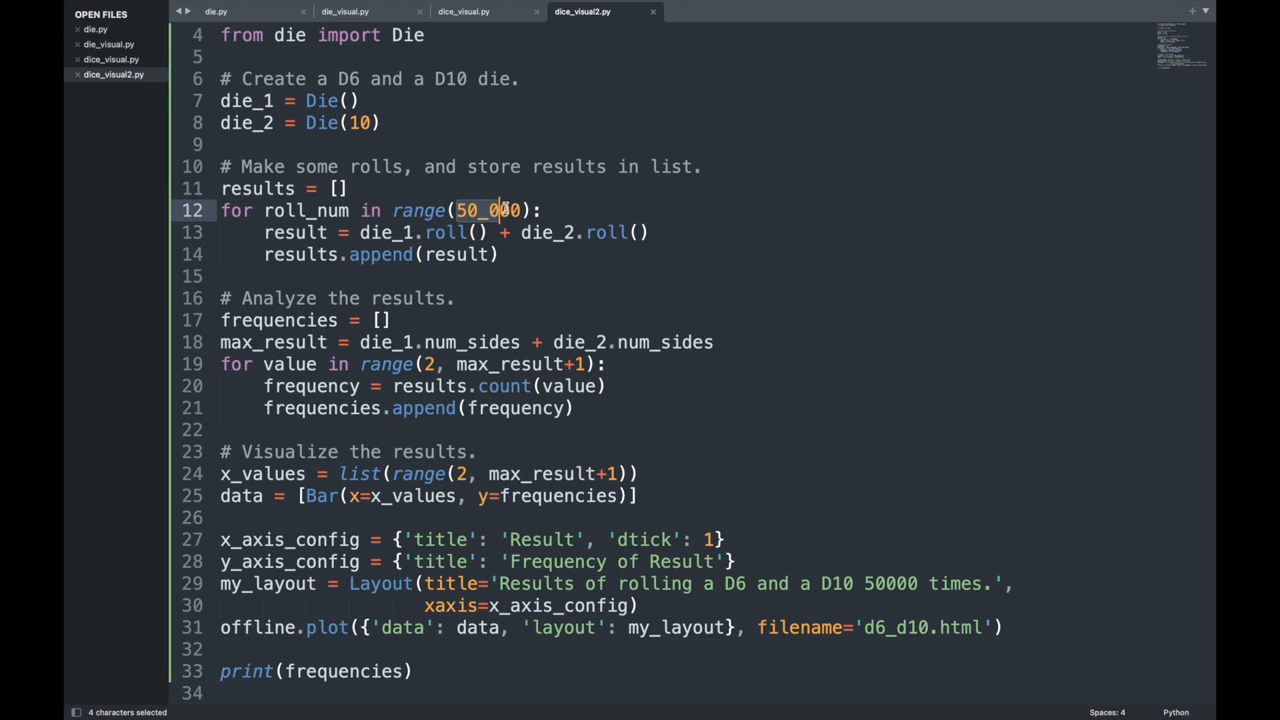 OPEN FILES
die.py
die_visual.py
dice_visual.py
dice_visual2.py
die.py
die_visual.py
dice_visual.py
dice_visual2.py
4 from die import Die
5
6 # Create a D6 and a D10 die.
7 die_1 = Die()
8 die_2 = Die(10)
9
10 # Make some rolls, and store results in list.
11 results = []
12 for roll_num in range(50_000):
13     result = die_1.roll() + die_2.roll()
14     results.append(result)
15
16 # Analyze the results.
17 frequencies = []
18 max_result = die_1.num_sides + die_2.num_sides
19 for value in range(2, max_result+1):
20     frequency = results.count(value)
21     frequencies.append(frequency)
22
23 # Visualize the results.
24 x_values = list(range(2, max_result+1))
25 data = [Bar(x=x_values, y=frequencies)]
26
27 x_axis_config = {'title': 'Result', 'dtick': 1}
28 y_axis_config = {'title': 'Frequency of Result'}
29 my_layout = Layout(title='Results of rolling a D6 and a D10 50000 times.',
30                    xaxis=x_axis_config)
31 offline.plot({'data': data, 'layout': my_layout}, filename='d6_d10.html')
32
33 print(frequencies)
34
4 characters selected
Spaces: 4
Python